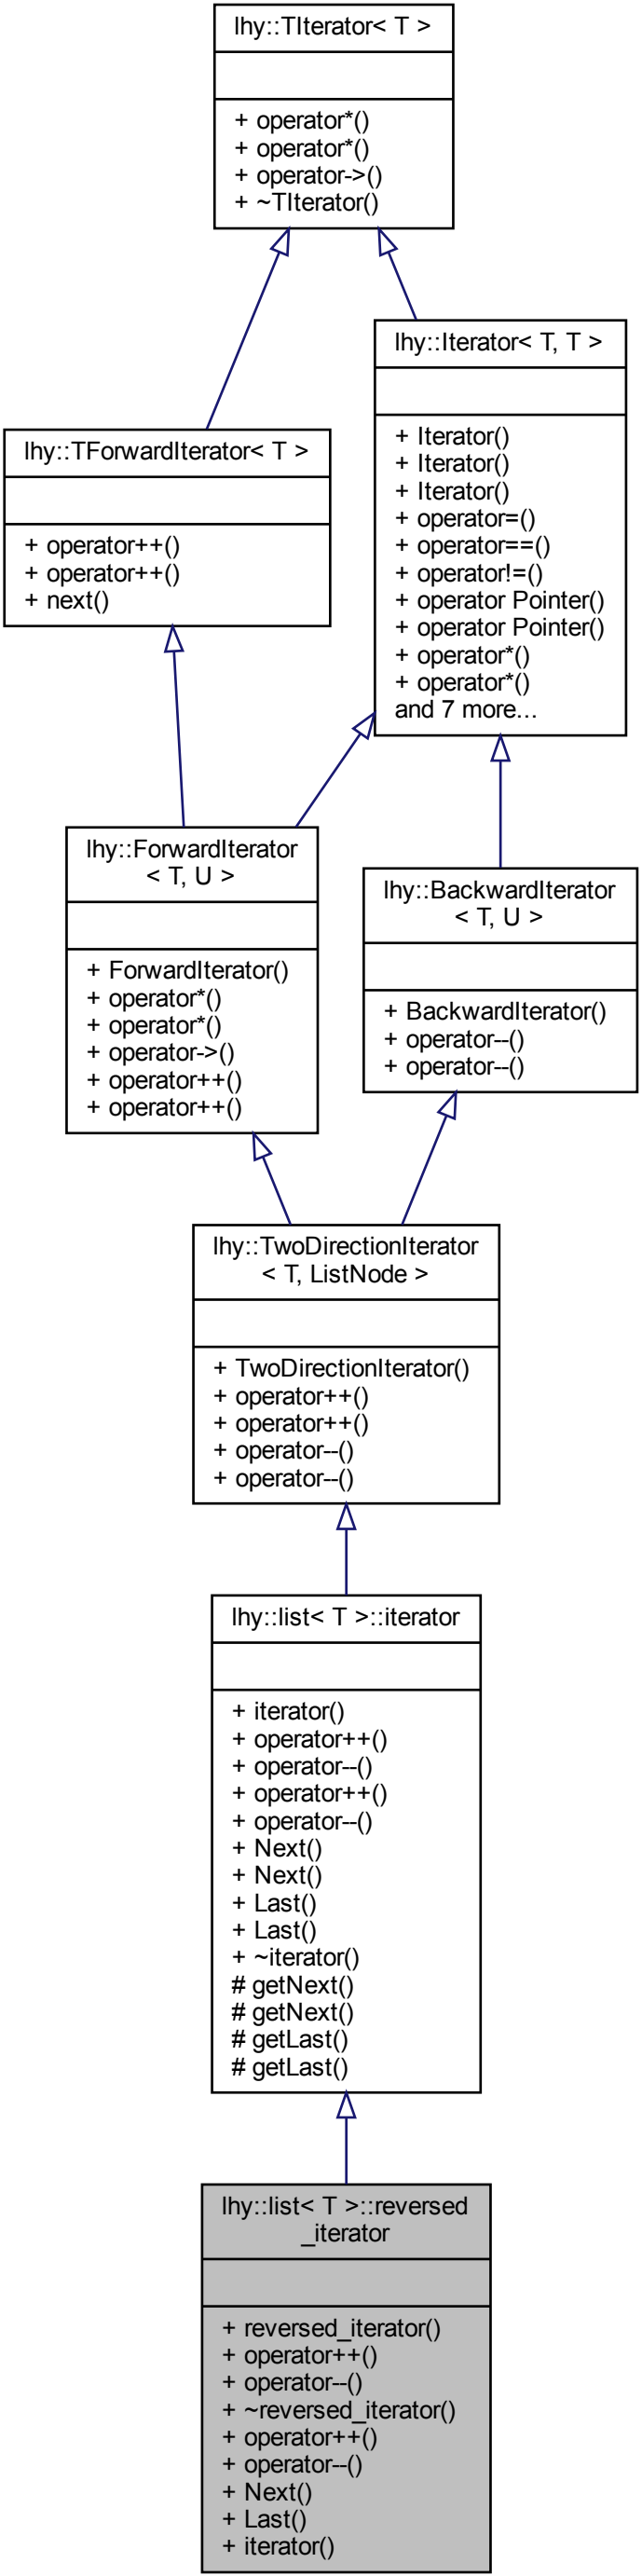 lhy::TIterator< T >
+ operator*()
+ operator*()
+ operator->()
+ ~TIterator()
lhy::Iterator< T, T >
+ Iterator()
+ Iterator()
+ Iterator()
+ operator=()
+ operator==()
+ operator!=()
+ operator Pointer()
+ operator Pointer()
+ operator*()
+ operator*()
and 7 more...
lhy::TForwardIterator< T >
+ operator++()
+ operator++()
+ next()
lhy::ForwardIterator
< T, U >
+ ForwardIterator()
+ operator*()
+ operator*()
+ operator->()
+ operator++()
+ operator++()
lhy::BackwardIterator
< T, U >
+ BackwardIterator()
+ operator--()
+ operator--()
lhy::TwoDirectionIterator
< T, ListNode >
+ TwoDirectionIterator()
+ operator++()
+ operator++()
+ operator--()
+ operator--()
lhy::list< T >::iterator
+ iterator()
+ operator++()
+ operator--()
+ operator++()
+ operator--()
+ Next()
+ Next()
+ Last()
+ Last()
+ ~iterator()
# getNext()
# getNext()
# getLast()
# getLast()
lhy::list< T >::reversed
_iterator
+ reversed_iterator()
+ operator++()
+ operator--()
+ ~reversed_iterator()
+ operator++()
+ operator--()
+ Next()
+ Last()
+ iterator()